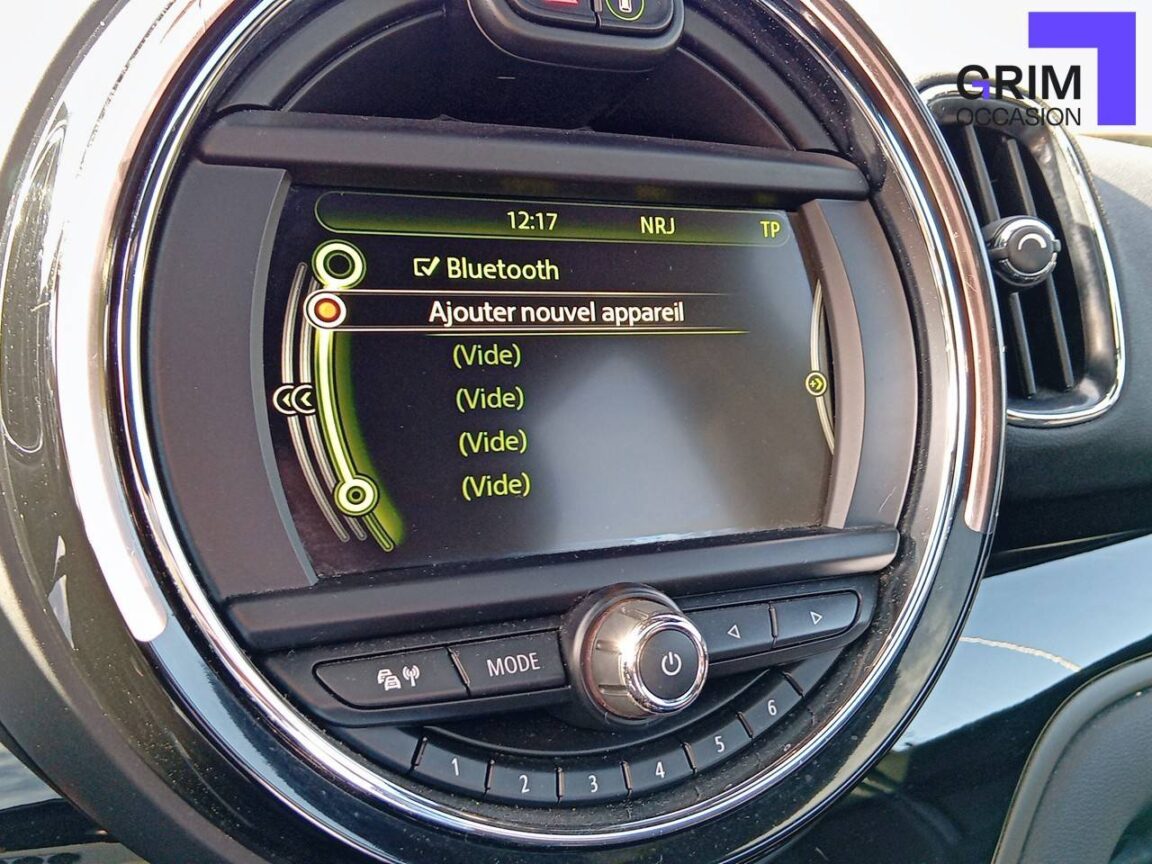 GRIM
OCCASION
12:17 NRJ TP
Bluetooth
Ajouter nouvel appareil
(Vide)
(Vide)
(Vide)
(Vide)
MODE
1 2 3 4 5 6